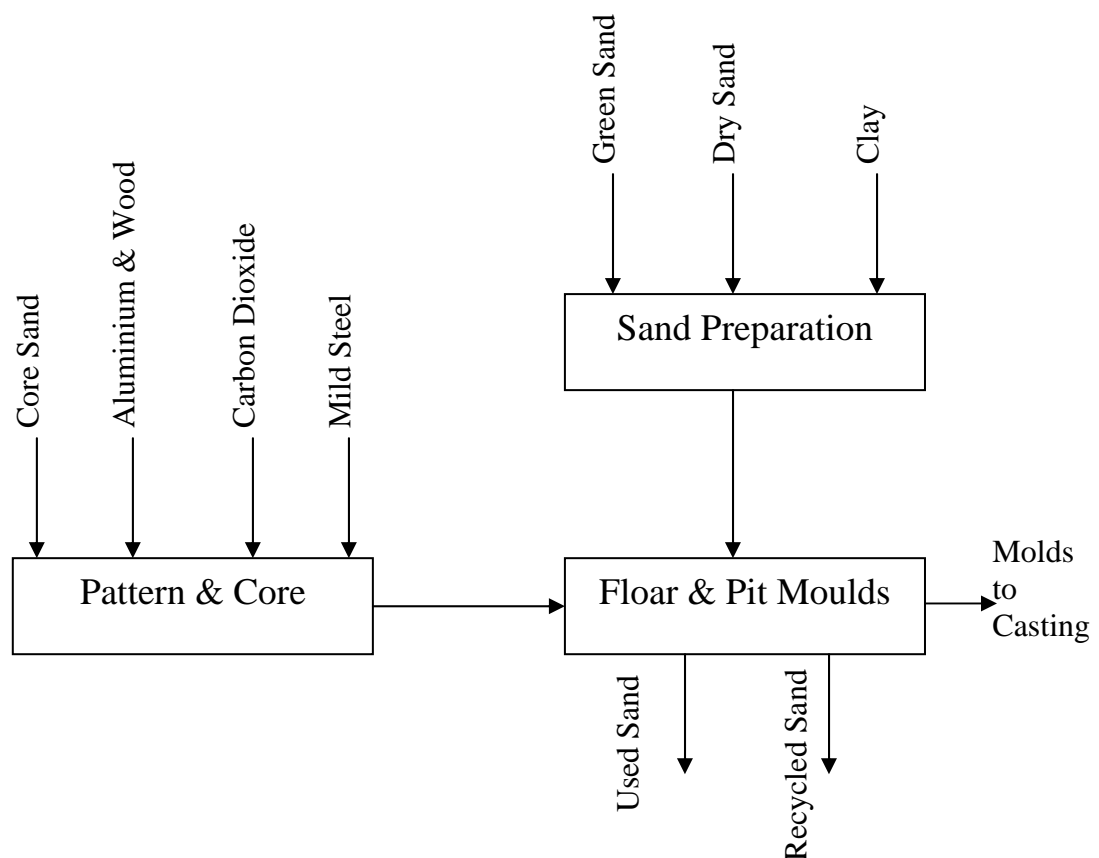 Green Sand
Dry Sand
Clay
Core Sand
Aluminium & Wood
Carbon Dioxide
Mild Steel
Sand Preparation
Pattern & Core
Floar & Pit Moulds
Molds
to
Casting
Used Sand
Recycled Sand